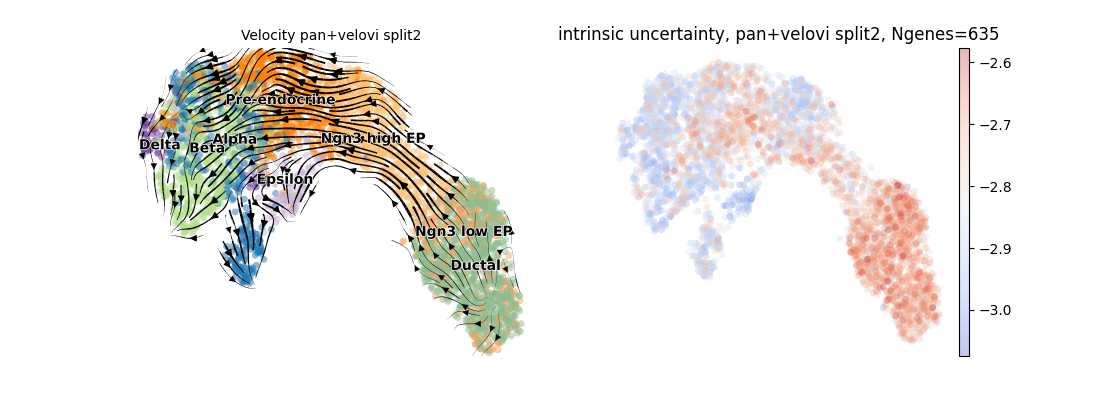 Velocity pan+velovi split2
Pre-endocrine
Ngn3 high EP
Delta
Beta
Alpha
Epsilon
Ngn3 low EP
Ductal
intrinsic uncertainty, pan+velovi split2, Ngenes=635
−2.6
−2.7
−2.8
−2.9
−3.0